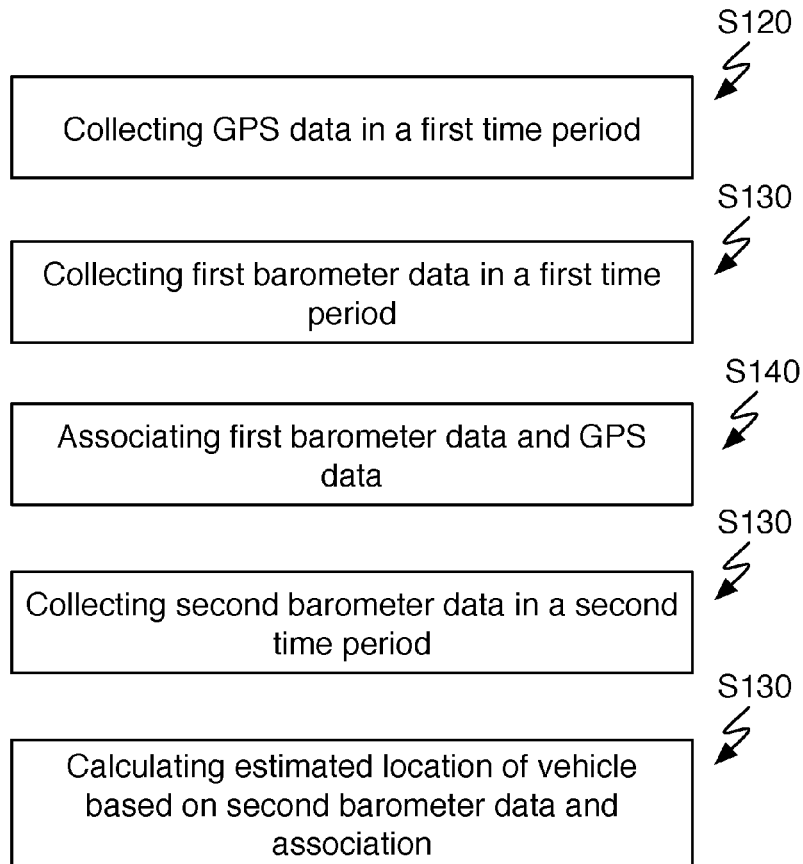 S120
Collecting GPS data in a first time period
S130
Collecting first barometer data in a first time
period
S140
Associating first barometer data and GPS
data
S130
Collecting second barometer data in a second
time period
S130
Calculating estimated location of vehicle
based on second barometer data and
association